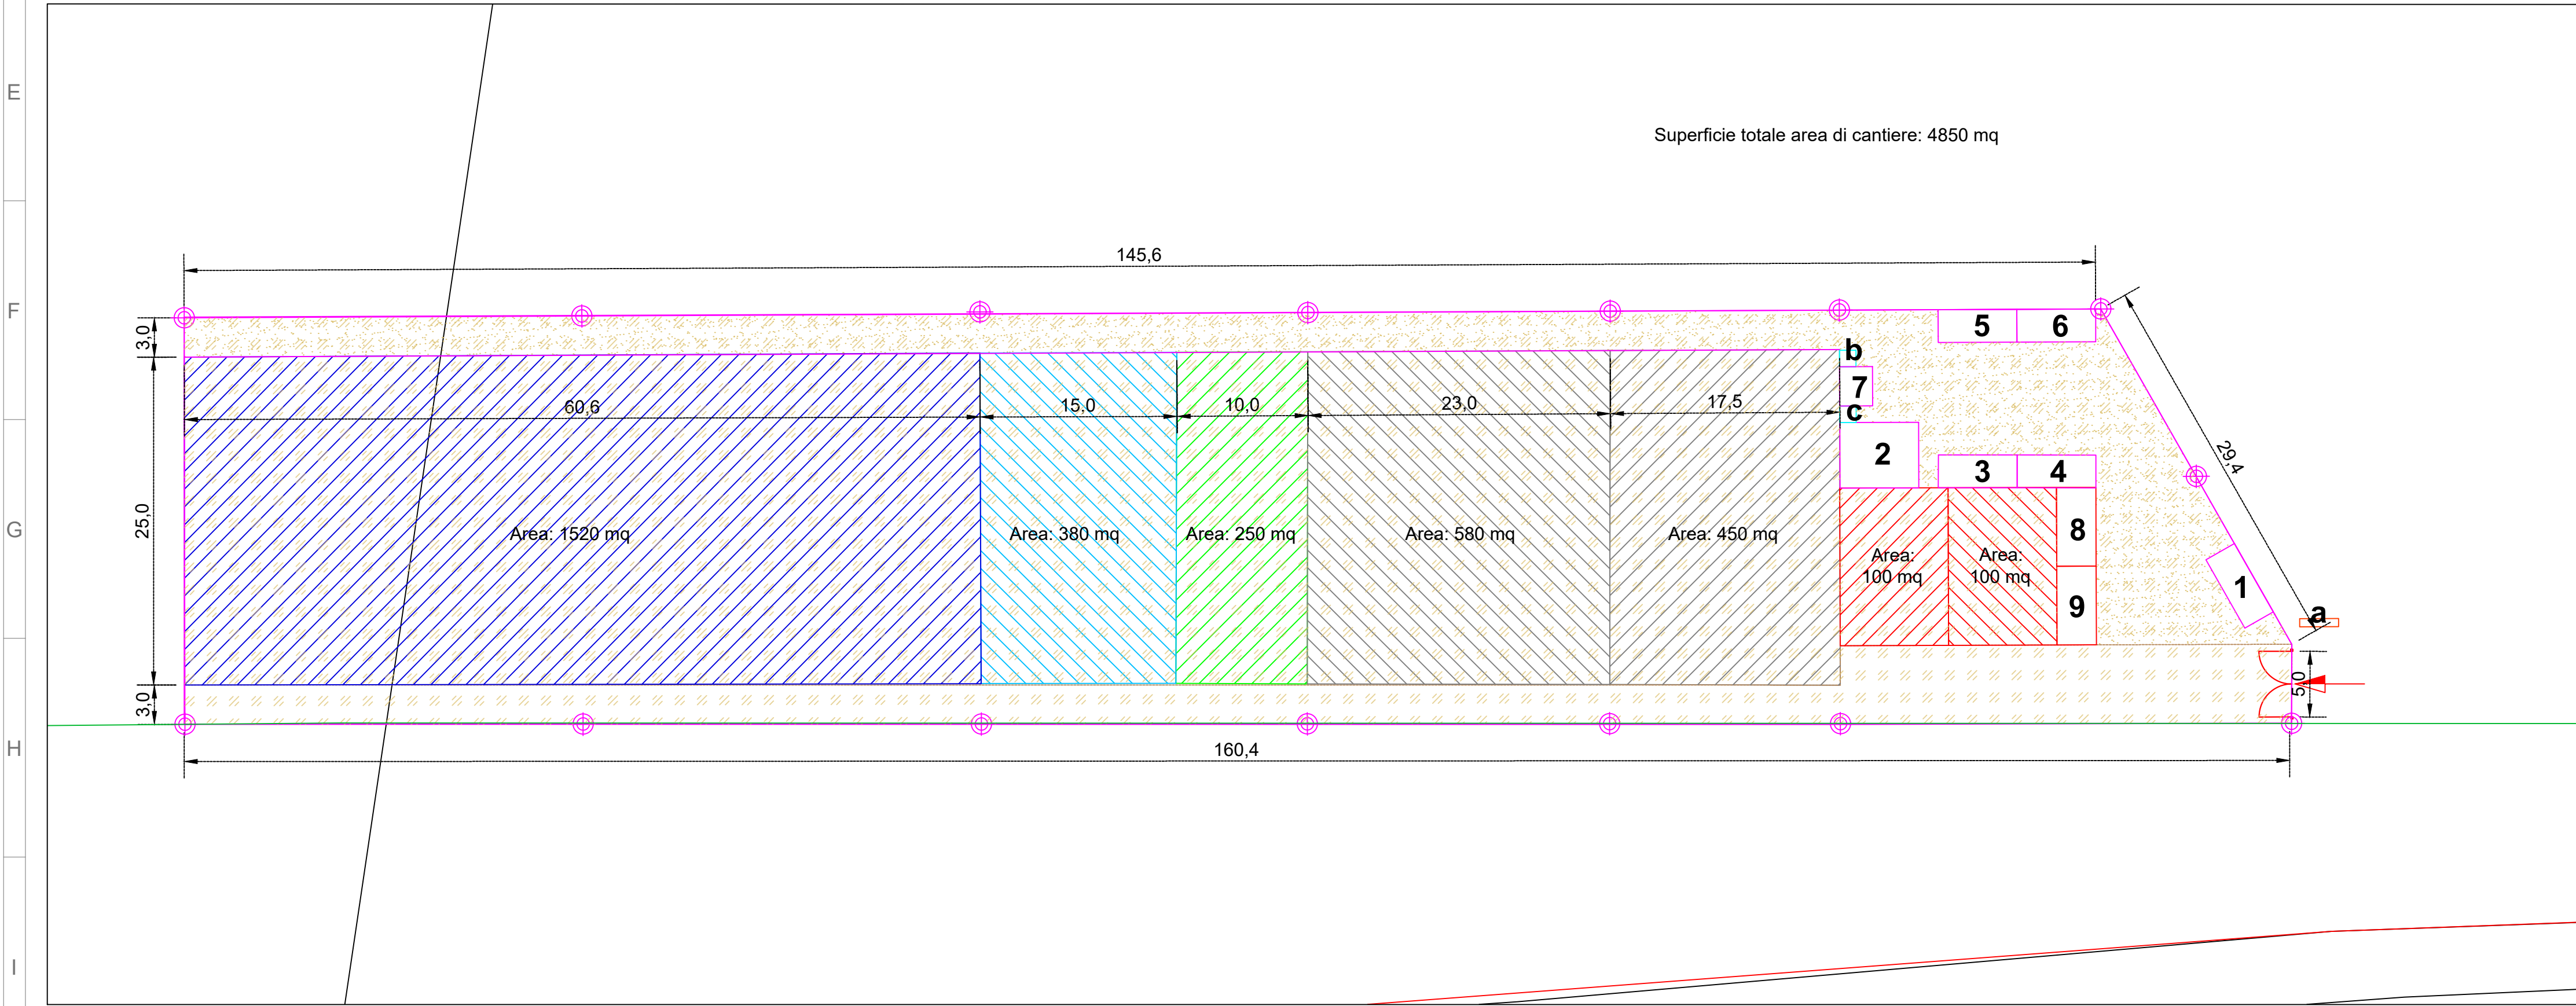 E
Superficie totale area di cantiere: 4850 mq
145,6
F
3,0
5
6
b
7
60,6
15,0
10,0
23,0
17,5
c
29,4
2
3
4
25,0
G
Area: 1520 mq
Area: 380 mq
Area: 250 mq
Area: 580 mq
Area: 450 mq
Area:
100 mq
Area:
100 mq
8
9
1
a
3,0
5,0
H
160,4
I